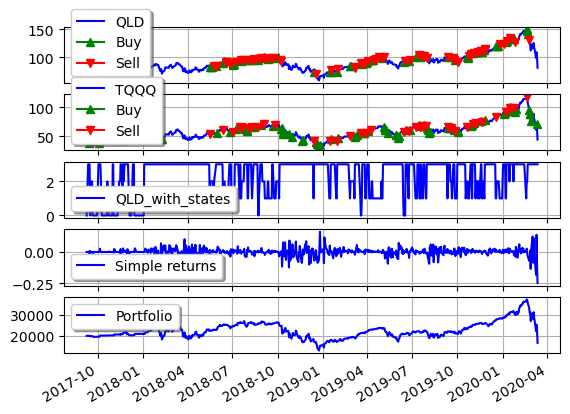 QLD
Buy
Sell
150
100
TQQQ
Buy
Sell
100
50
QLD_with_states
2
0
Simple returns
0.00
−0.25
Portfolio
30000
20000
2017-10
2018-01
2018-04
2018-07
2018-10
2019-01
2019-04
2019-07
2019-10
2020-01
2020-04